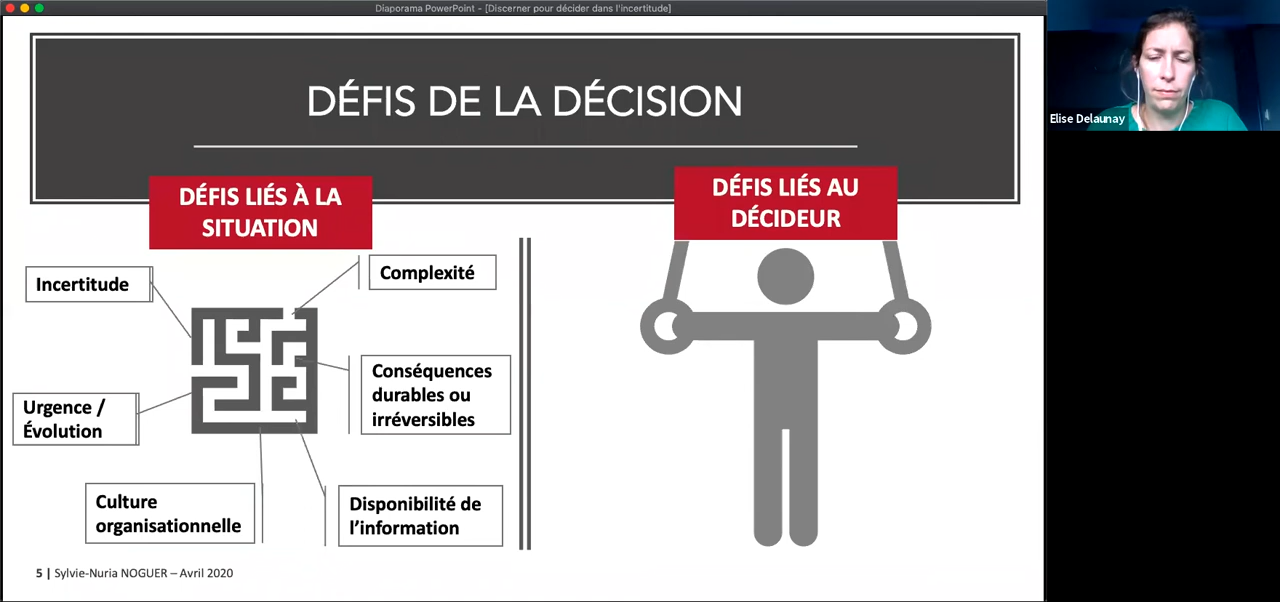 Diaporama PowerPoint - [Discerner pour décider dans l'incertitude]
DÉFIS DE LA DÉCISION
DÉFIS LIÉS À LA
SITUATION
DÉFIS LIÉS AU
DÉCIDEUR
Incertitude
Complexité
Conséquences
durables ou
irréversibles
Urgence /
Évolution
Culture
organisationnelle
Disponibilité de
l’information
5 | Sylvie-Nuria NOGUER – Avril 2020
Elise Delaunay